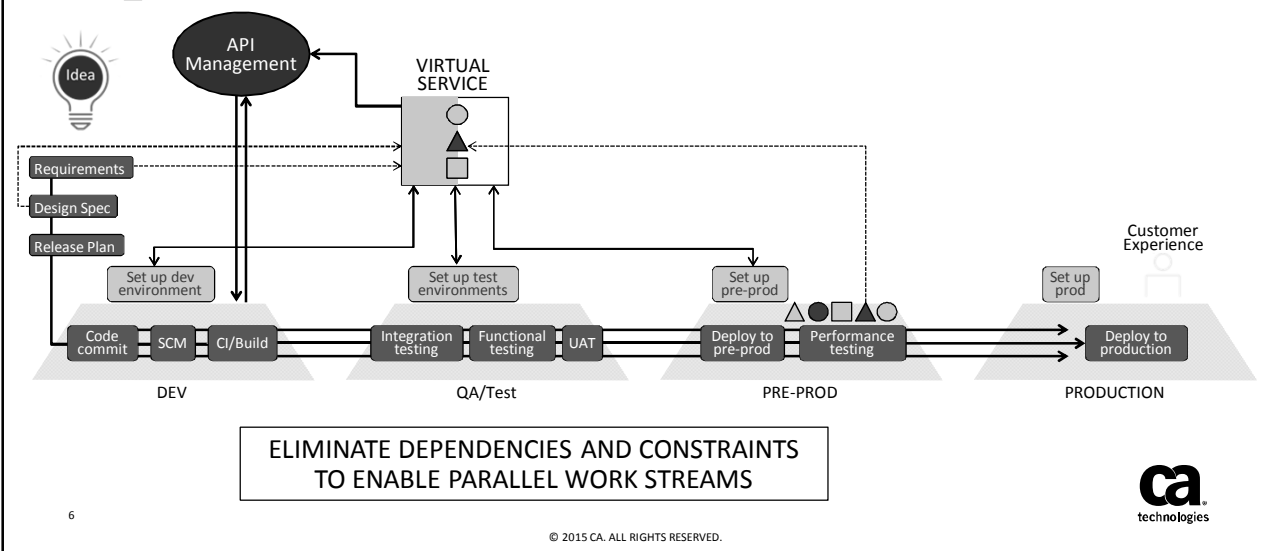 Idea
API
Management
VIRTUAL
SERVICE
Requirements
Design Spec
Release Plan
Set up dev
environment
Set up test
environments
Set up
pre-prod
Set up
prod
Customer
Experience
Code
commit
SCM
CI/Build
Integration
testing
Functional
testing
UAT
Deploy to
pre-prod
Performance
testing
Deploy to
production
DEV
QA/Test
PRE-PROD
PRODUCTION
ELIMINATE DEPENDENCIES AND CONSTRAINTS
TO ENABLE PARALLEL WORK STREAMS
6
© 2015 CA. ALL RIGHTS RESERVED.
ca
technologies